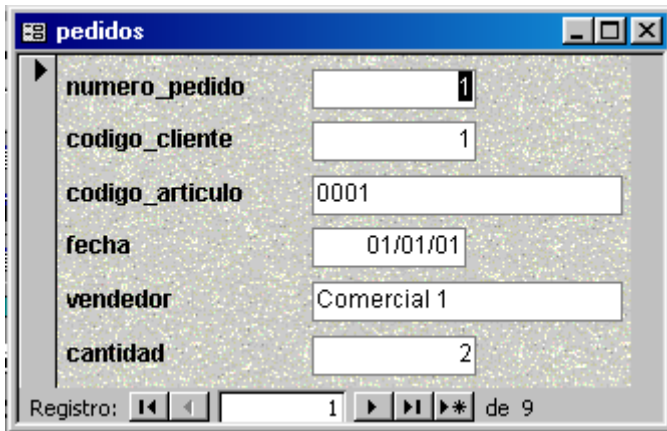 pedidos
numero_pedido 1
codigo_cliente 1
codigo_articulo 0001
fecha 01/01/01
vendedor Comercial 1
cantidad 2
Registro: 1 de 9